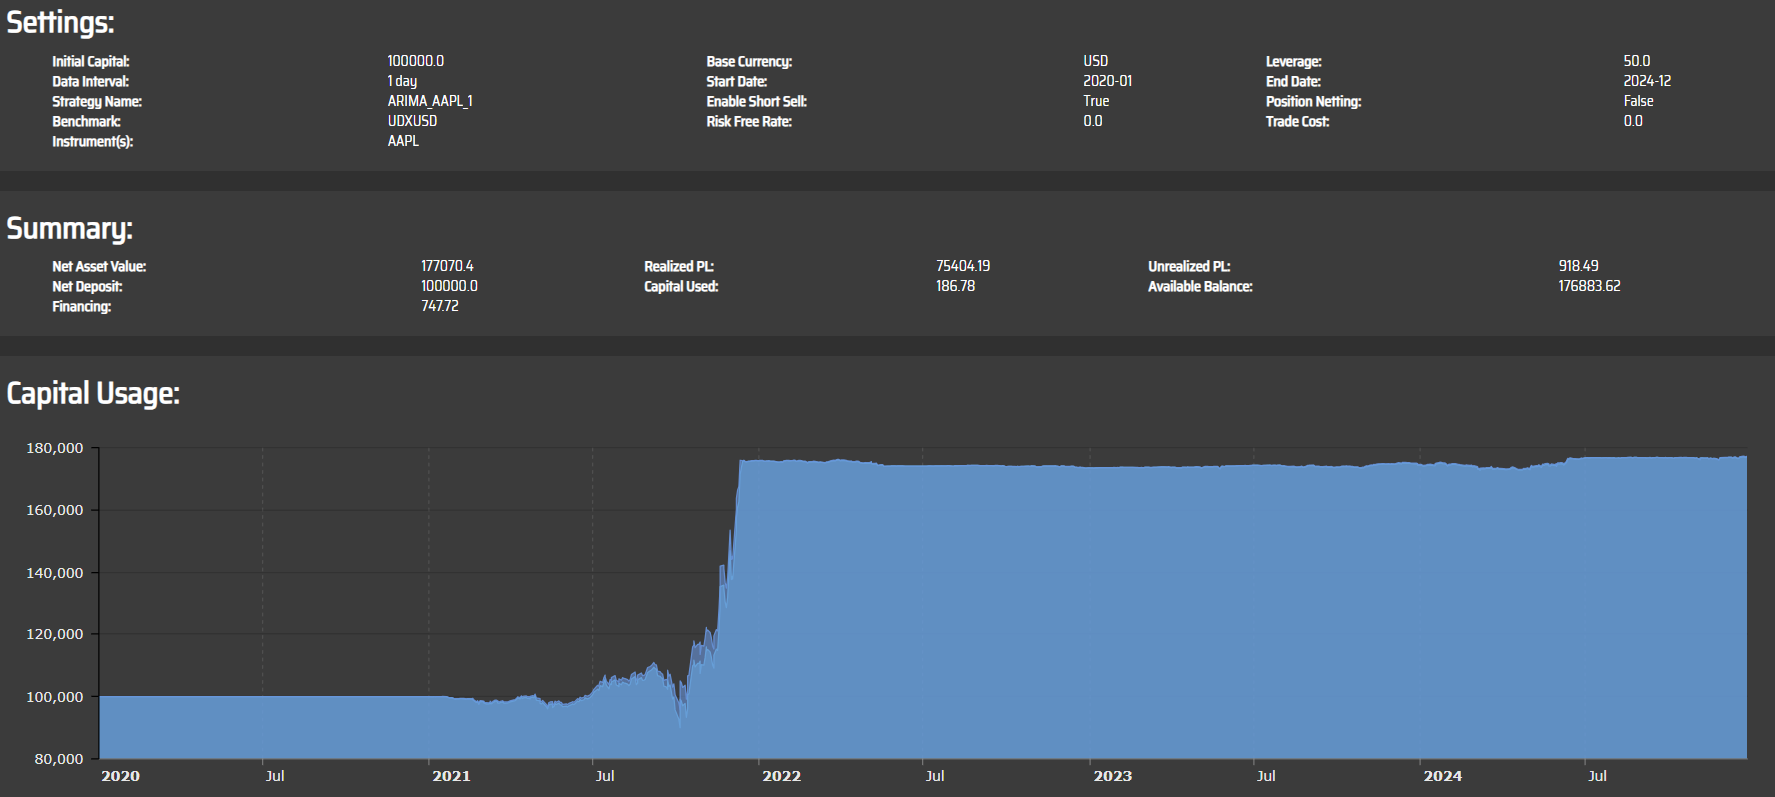 Settings:
Initial Capital: 100000.0 Base Currency: USD Leverage: 50.0
Data Interval: 1 day Start Date: 2020-01 End Date: 2024-12
Strategy Name: ARIMA_AAPL_1 Enable Short Sell: True Position Netting: False
Benchmark: UDXUSD Risk Free Rate: 0.0 Trade Cost: 0.0
Instrument(s): AAPL
Summary:
Net Asset Value: 177070.4 Realized PL: 75404.19 Unrealized PL: 918.49
Net Deposit: 100000.0 Capital Used: 186.78 Available Balance: 176883.62
Financing: 747.72
Capital Usage:
180,000
160,000
140,000
120,000
100,000
80,000
2020 Jul 2021 Jul 2022 Jul 2023 Jul 2024 Jul